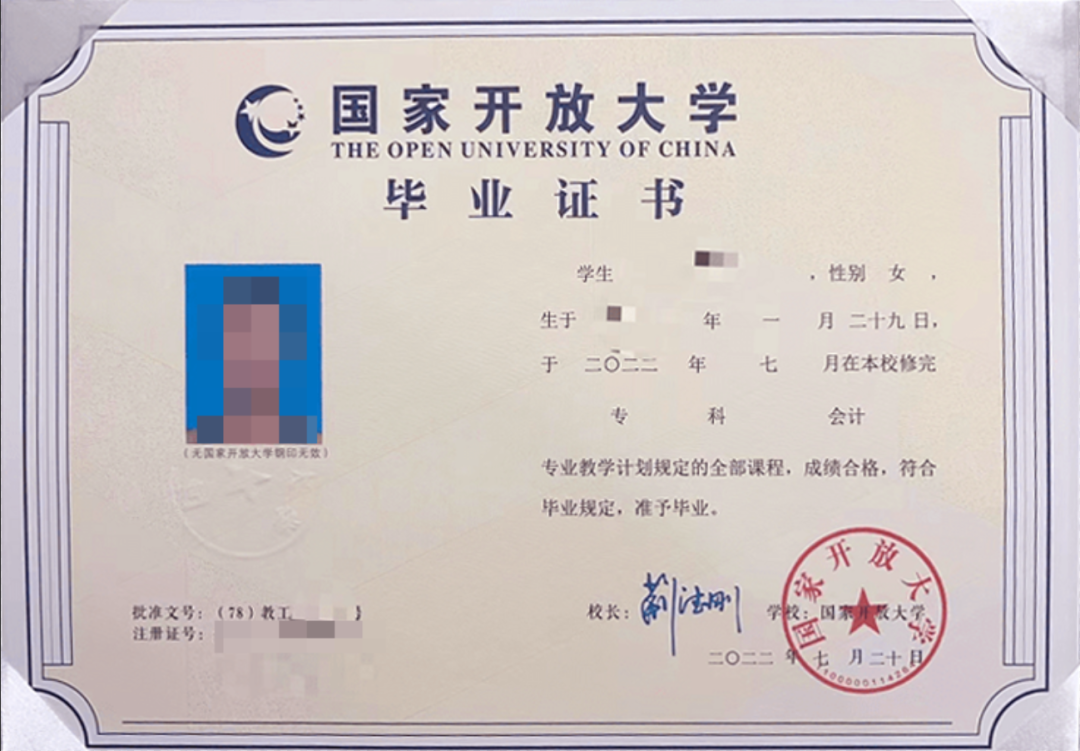 国家开放大学
THE OPEN UNIVERSITY OF CHINA
毕业证书
学生 ，性别 女 ，
生于 年 一 月 二十九 日，
于 二〇二二 年 七 月在本校修完
专 科 会计
专业教学计划规定的全部课程，成绩合格，符合
毕业规定，准予毕业。
（无国家开放大学钢印无效）
批准文号：（78）教工
注册证号：
校长： 学校：国家开放大学
二〇二二 年 七 月 二十 日
国家开放大学